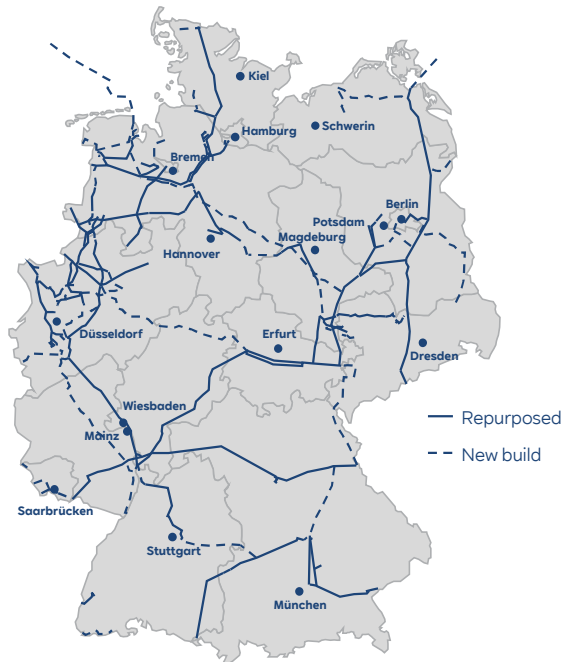 Kiel
Hamburg
Schwerin
Bremen
Berlin
Potsdam
Hannover
Magdeburg
Düsseldorf
Erfurt
Dresden
Wiesbaden
Mainz
Repurposed
New build
Saarbrücken
Stuttgart
München